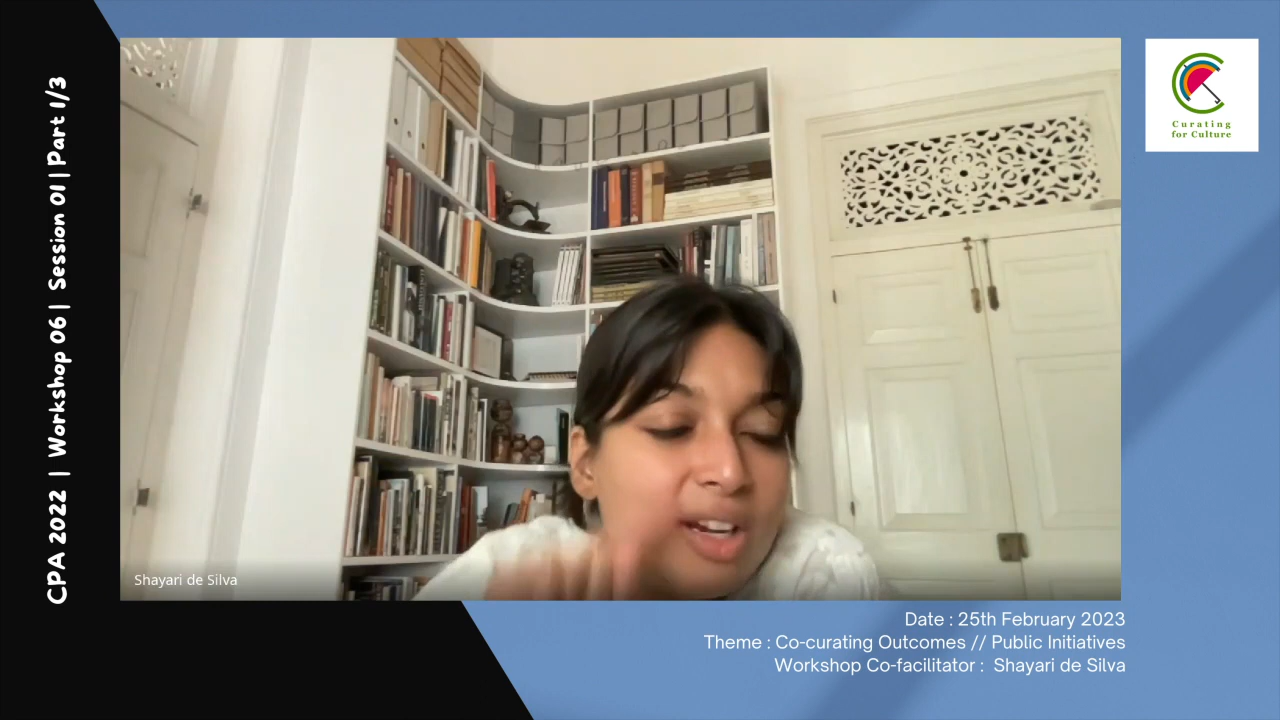 CPA 2022 | Workshop 06 | Session 01 | Part 1/3
Curating
for Culture
Shayari de Silva
Date : 25th February 2023
Theme : Co-curating Outcomes // Public Initiatives
Workshop Co-facilitator : Shayari de Silva